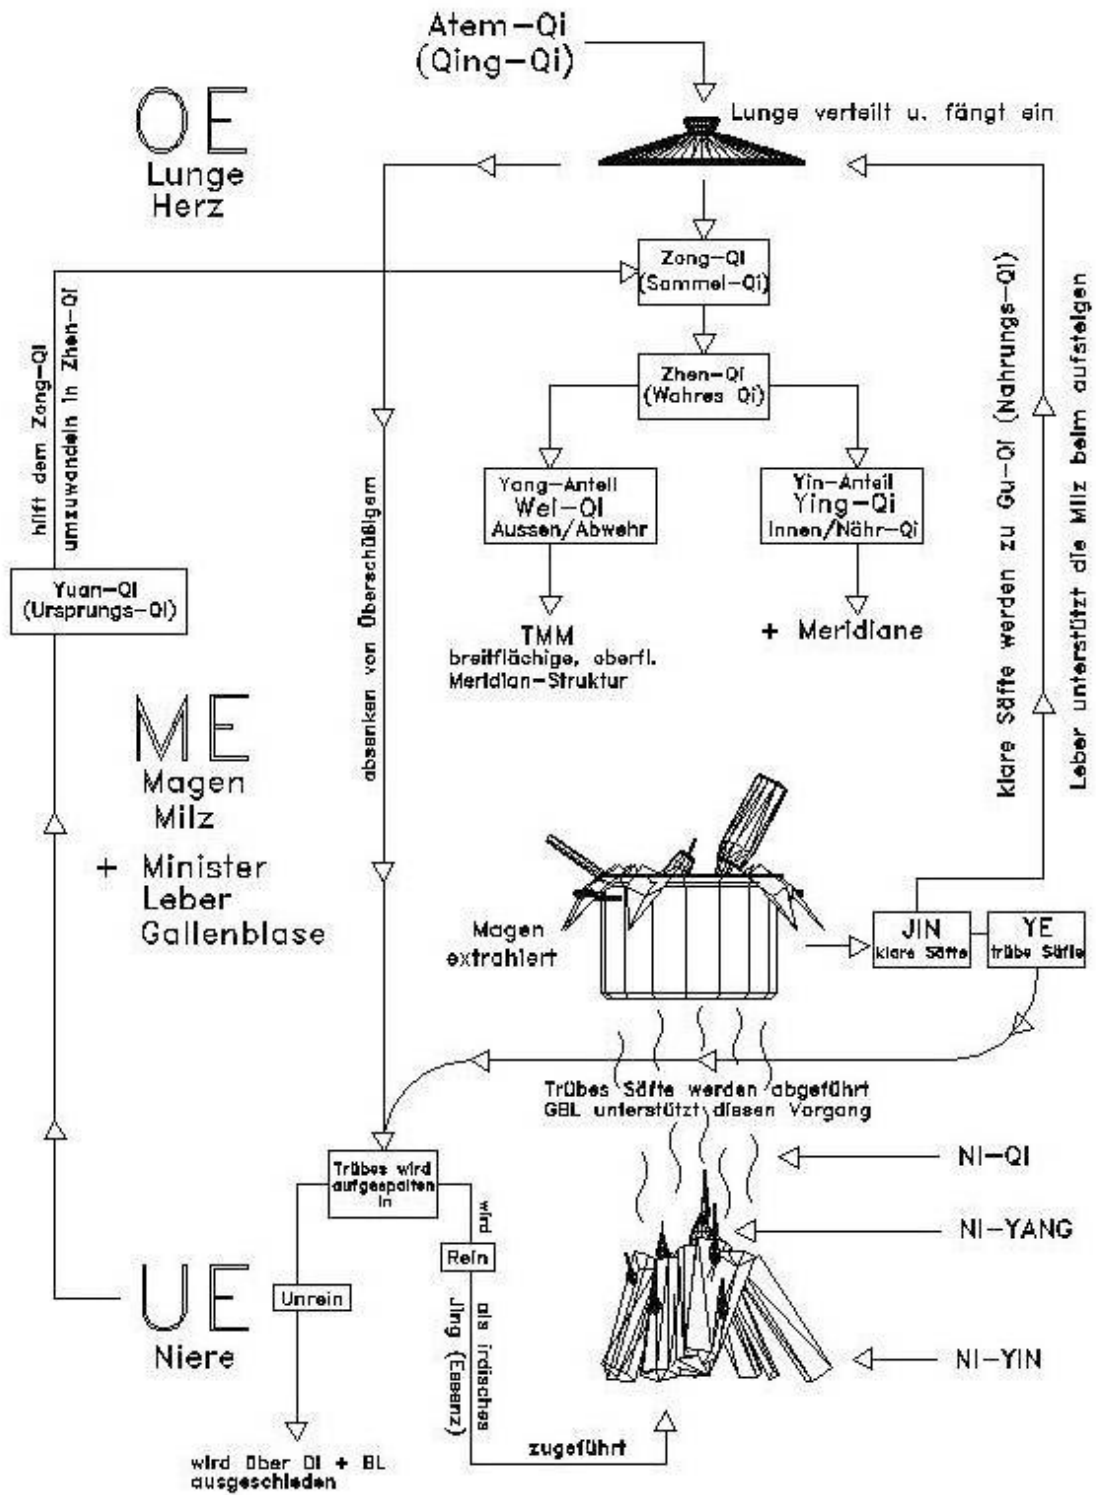 Atem-Qi
(Qing-Qi)
Lunge verteilt u. fängt ein
OE
Lunge
Herz
Zong-Qi
(Sammel-Qi)
Zhen-Qi
(Wahres Qi)
hilft dem Zong-Qi
umzuwandeln in Zhen-Qi
absenken von Überschüßigem
klare Säfte werden zu Gu-Qi (Nahrungs-Qi)
Leber unterstützt die Milz beim aufsteigen
Yang-Anteil
Wei-Qi
Aussen/Abwehr
Yin-Anteil
Ying-Qi
Innen/Nähr-Qi
Yuan-Qi
(Ursprungs-Qi)
TMM
breitflächige, oberfl.
Meridian-Struktur
+ Meridiane
ME
Magen
Milz
+ Minister
Leber
Gallenblase
Magen
extrahiert
JIN
klare Säfte
YE
trübe Säfte
Trübes Säfte werden abgeführt
GBL unterstützt diesen Vorgang
Trübes wird
aufgespalten
in
NI-QI
NI-YANG
NI-YIN
wird
Rein
als irdisches
Jing (Essenz)
zugeführt
Unrein
UE
Niere
wird über DI + BL
ausgeschieden